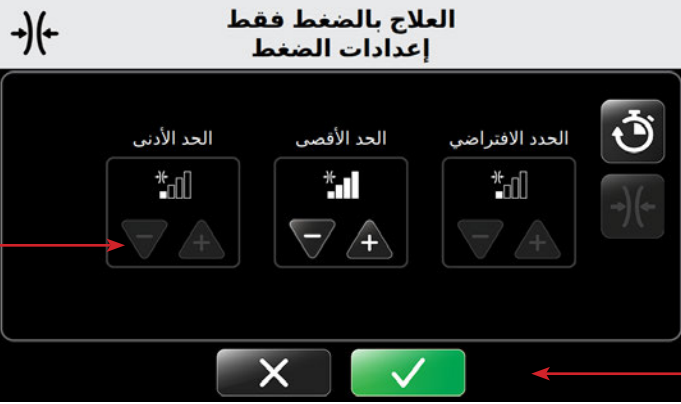 العلاج بالضغط فقط
إعدادات الضغط
الحدد الافتراضي
الحد الأقصى
الحد الأدنى